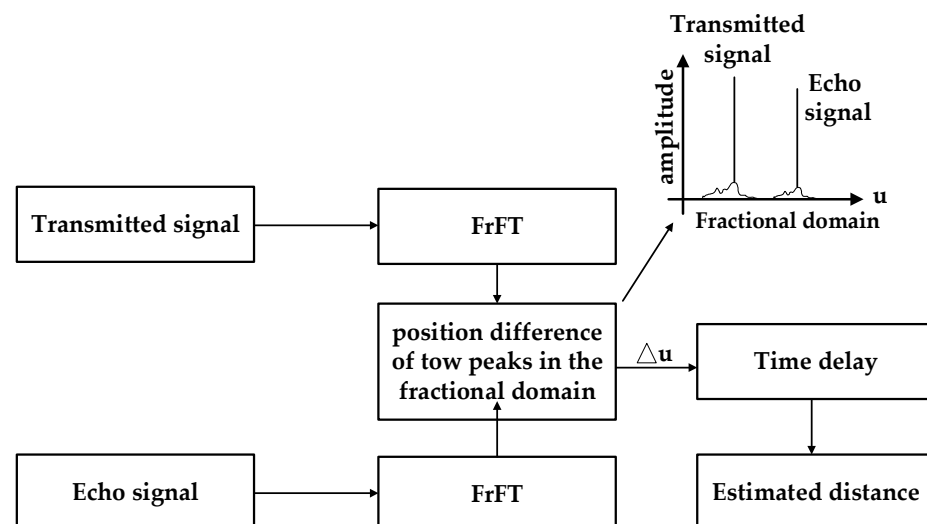 Transmitted
signal
Echo
signal
amplitude
u
Fractional domain
Transmitted signal
FrFT
position difference
of tow peaks in the
fractional domain
△u
Time delay
Echo signal
FrFT
Estimated distance